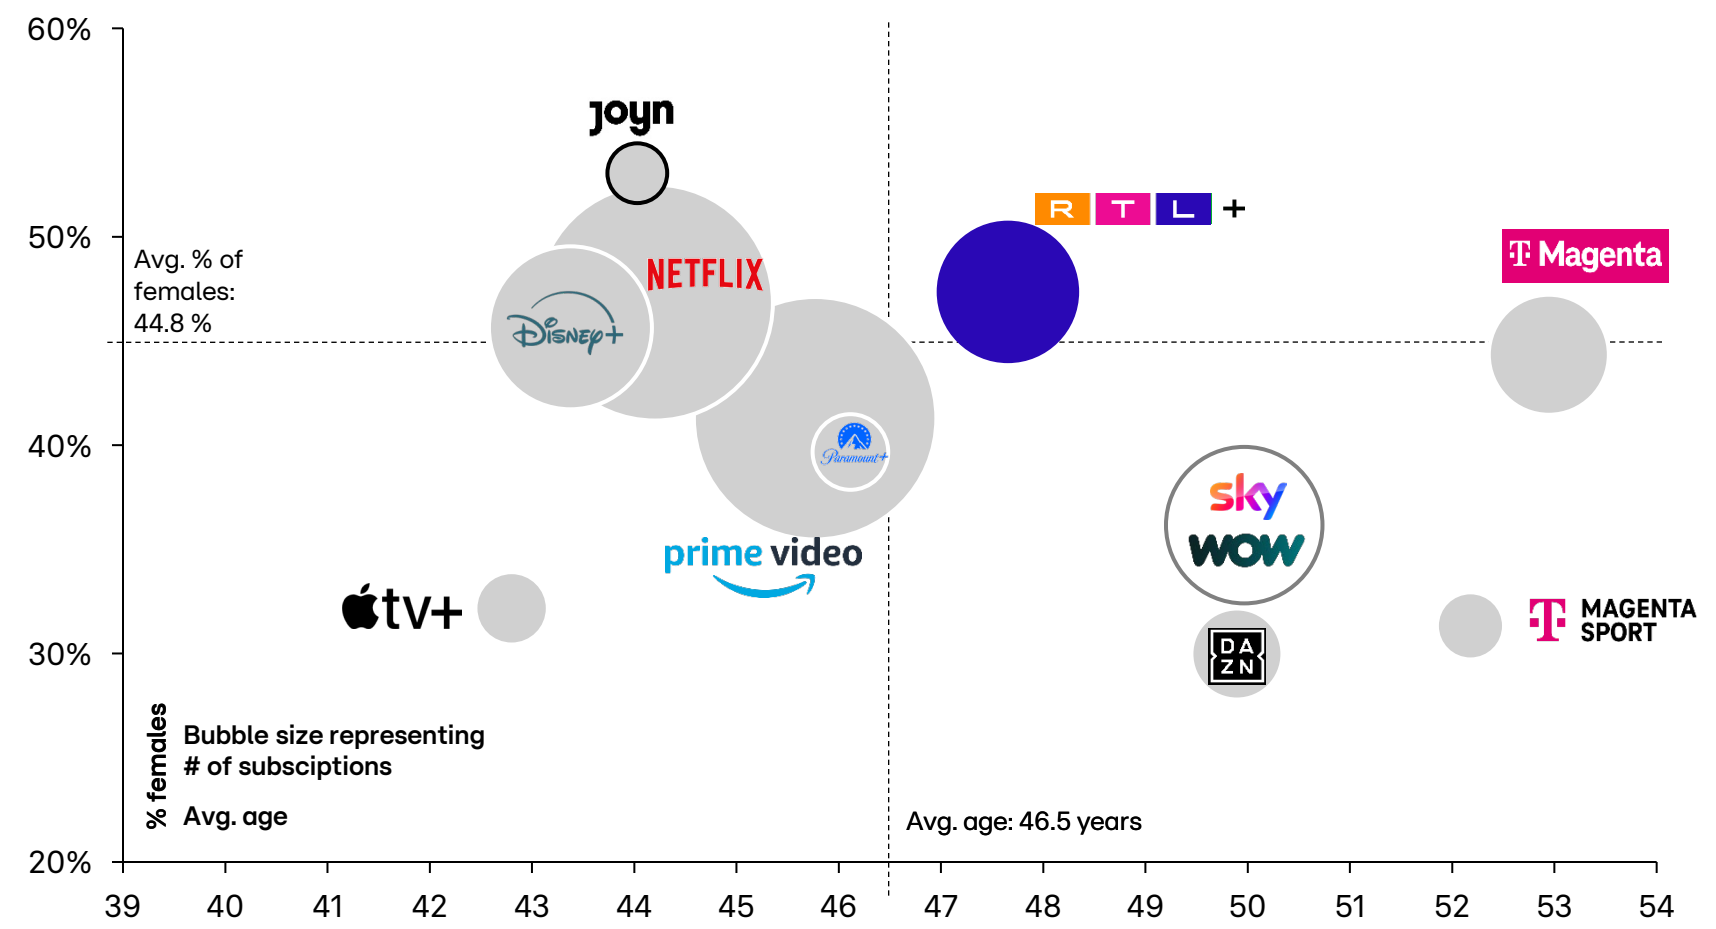 60%
joyn
R T L +
50%
T Magenta
Avg. % of
females:
44.8 %
NETFLIX
Disney+
40%
Paramount+
sky
wow
prime video
tv+
T MAGENTA
SPORT
30%
DA
ZN
% females
Bubble size representing
# of subsciptions
Avg. age
Avg. age: 46.5 years
20%
39 40 41 42 43 44 45 46 47 48 49 50 51 52 53 54